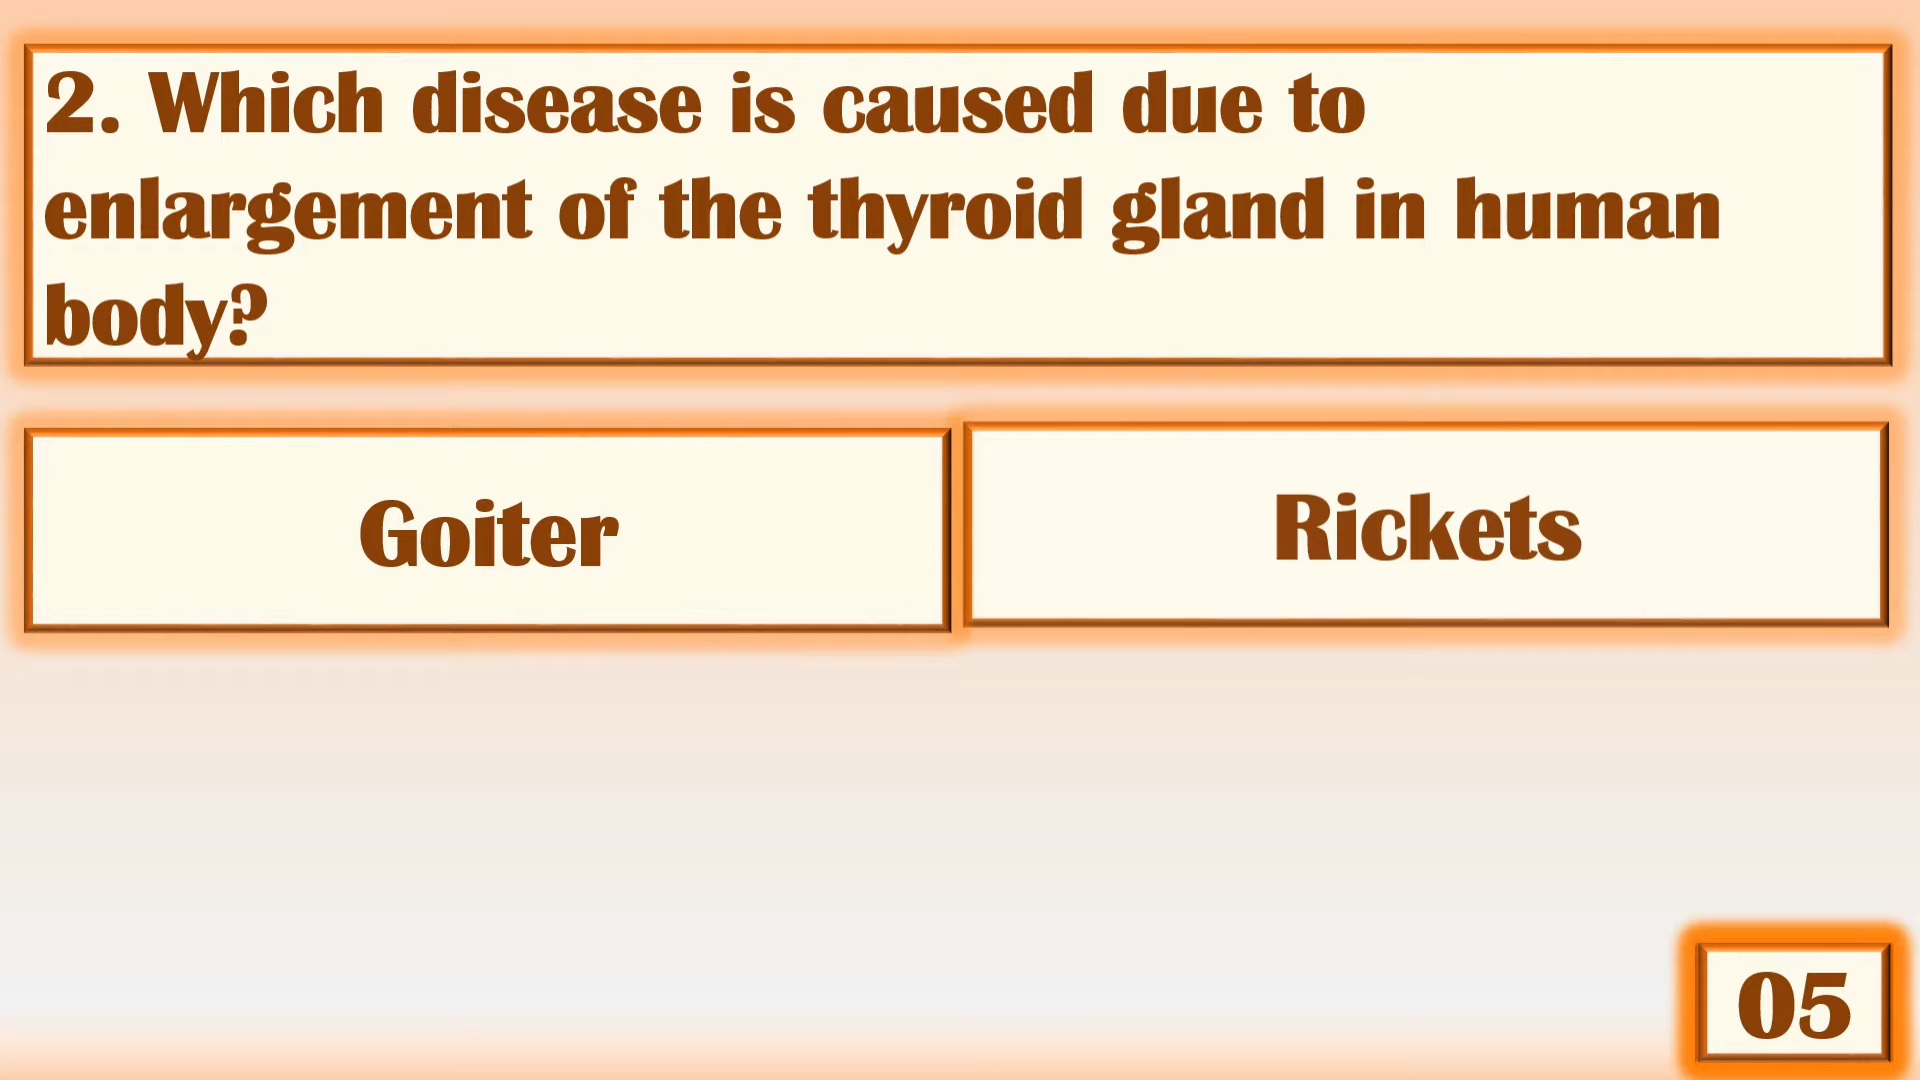 2. Which disease is caused due to
enlargement of the thyroid gland in human
body?
Goiter
Rickets
05